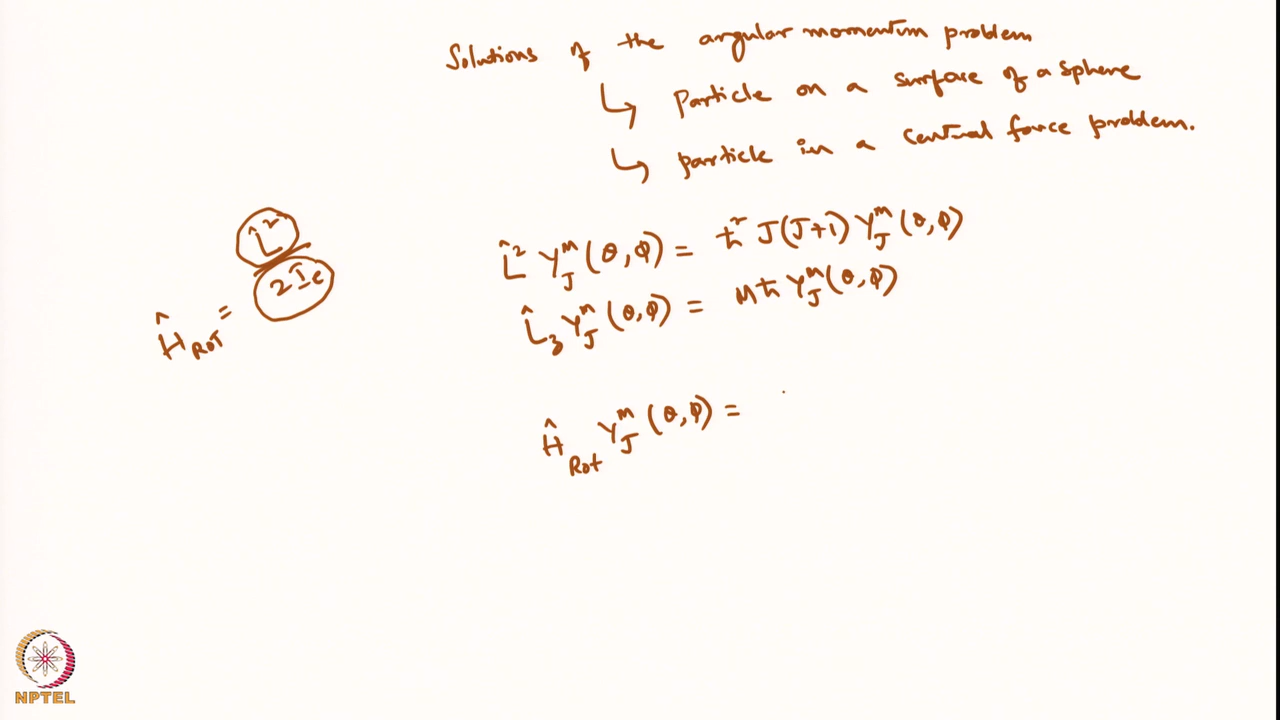 Solutions of the angular momentum problem
↳ Particle on a surface of a sphere
↳ particle in a central force problem.
Ĥ_ROT = L̂² / 2I_e
L̂² Y_J^M (θ, φ) = ħ² J(J+1) Y_J^M (θ, φ)
L̂_z Y_J^M (θ, φ) = Mħ Y_J^M (θ, φ)
Ĥ_Rot Y_J^M (θ, φ) =
NPTEL